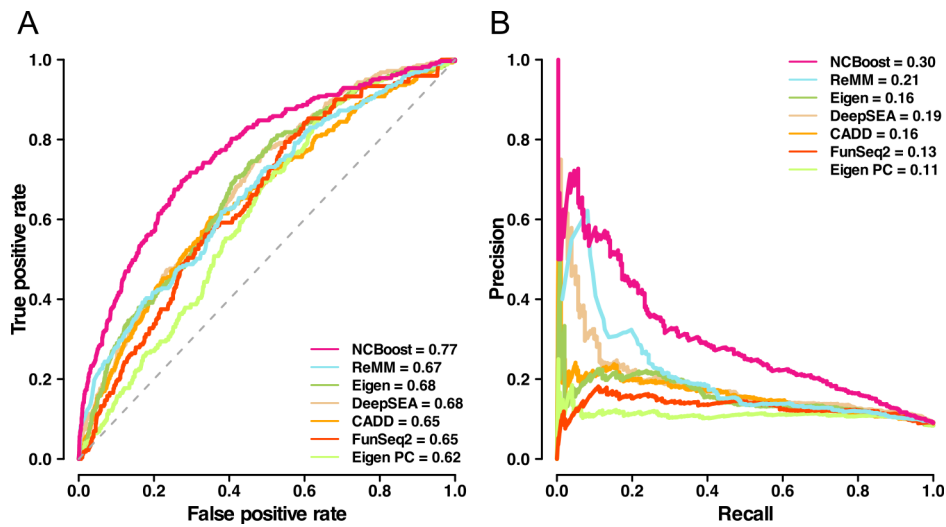 A
True positive rate
1.0
0.8
0.6
0.4
0.2
0.0
NCBoost = 0.77
ReMM = 0.67
Eigen = 0.68
DeepSEA = 0.68
CADD = 0.65
FunSeq2 = 0.65
Eigen PC = 0.62
0.0 0.2 0.4 0.6 0.8 1.0
False positive rate
B
Precision
1.0
0.8
0.6
0.4
0.2
0.0
NCBoost = 0.30
ReMM = 0.21
Eigen = 0.16
DeepSEA = 0.19
CADD = 0.16
FunSeq2 = 0.13
Eigen PC = 0.11
0.0 0.2 0.4 0.6 0.8 1.0
Recall